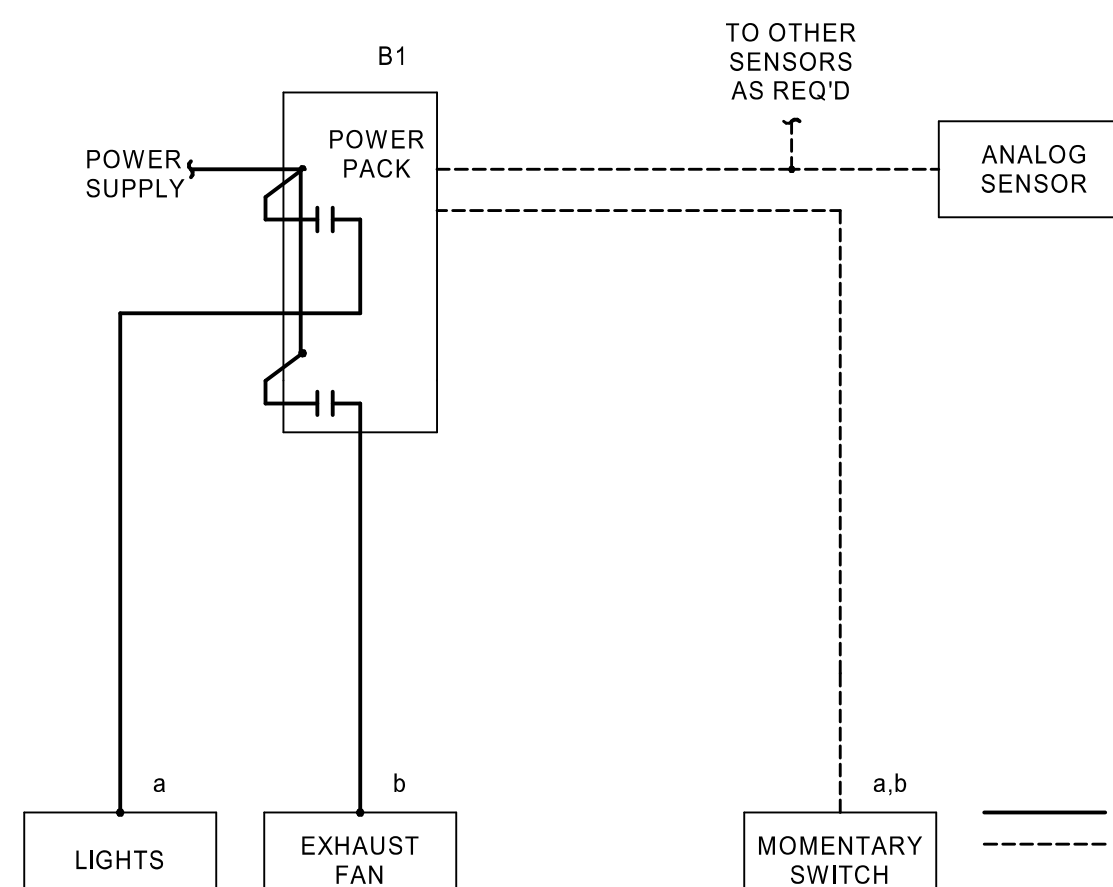 TO OTHER
SENSORS
AS REQ'D
B1
POWER
PACK
POWER
SUPPLY
ANALOG
SENSOR
a
b
a,b
LIGHTS
EXHAUST
FAN
MOMENTARY
SWITCH